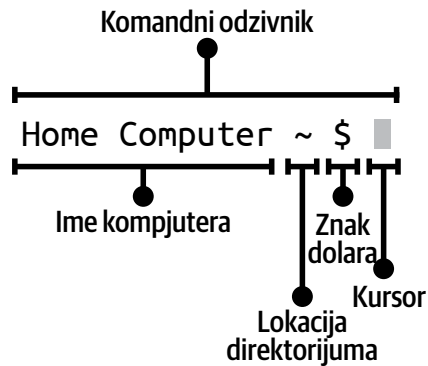 Komandni odzivnik
Home Computer ~ $
Ime kompjutera
Znak
dolara
Kursor
Lokacija
direktorijuma